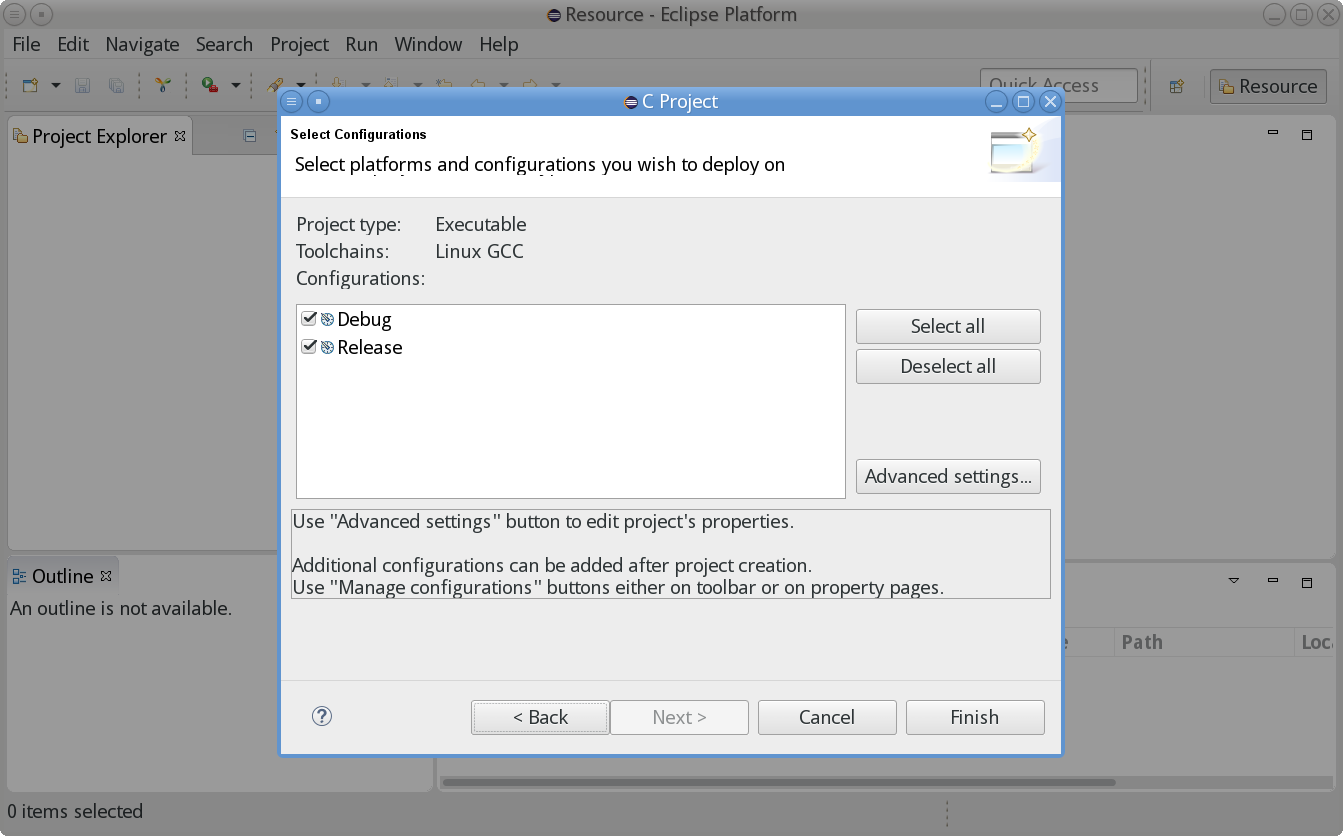 Resource - Eclipse Platform
File Edit Navigate Search Project Run Window Help
Quick Access
Resource
Project Explorer
C Project
Select Configurations
Select platforms and configurations you wish to deploy on
Project type: Executable
Toolchains: Linux GCC
Configurations:
Debug
Release
Select all
Deselect all
Advanced settings...
Use "Advanced settings" button to edit project's properties.
Additional configurations can be added after project creation.
Use "Manage configurations" buttons either on toolbar or on property pages.
Outline
An outline is not available.
Path
? < Back Next > Cancel Finish
0 items selected